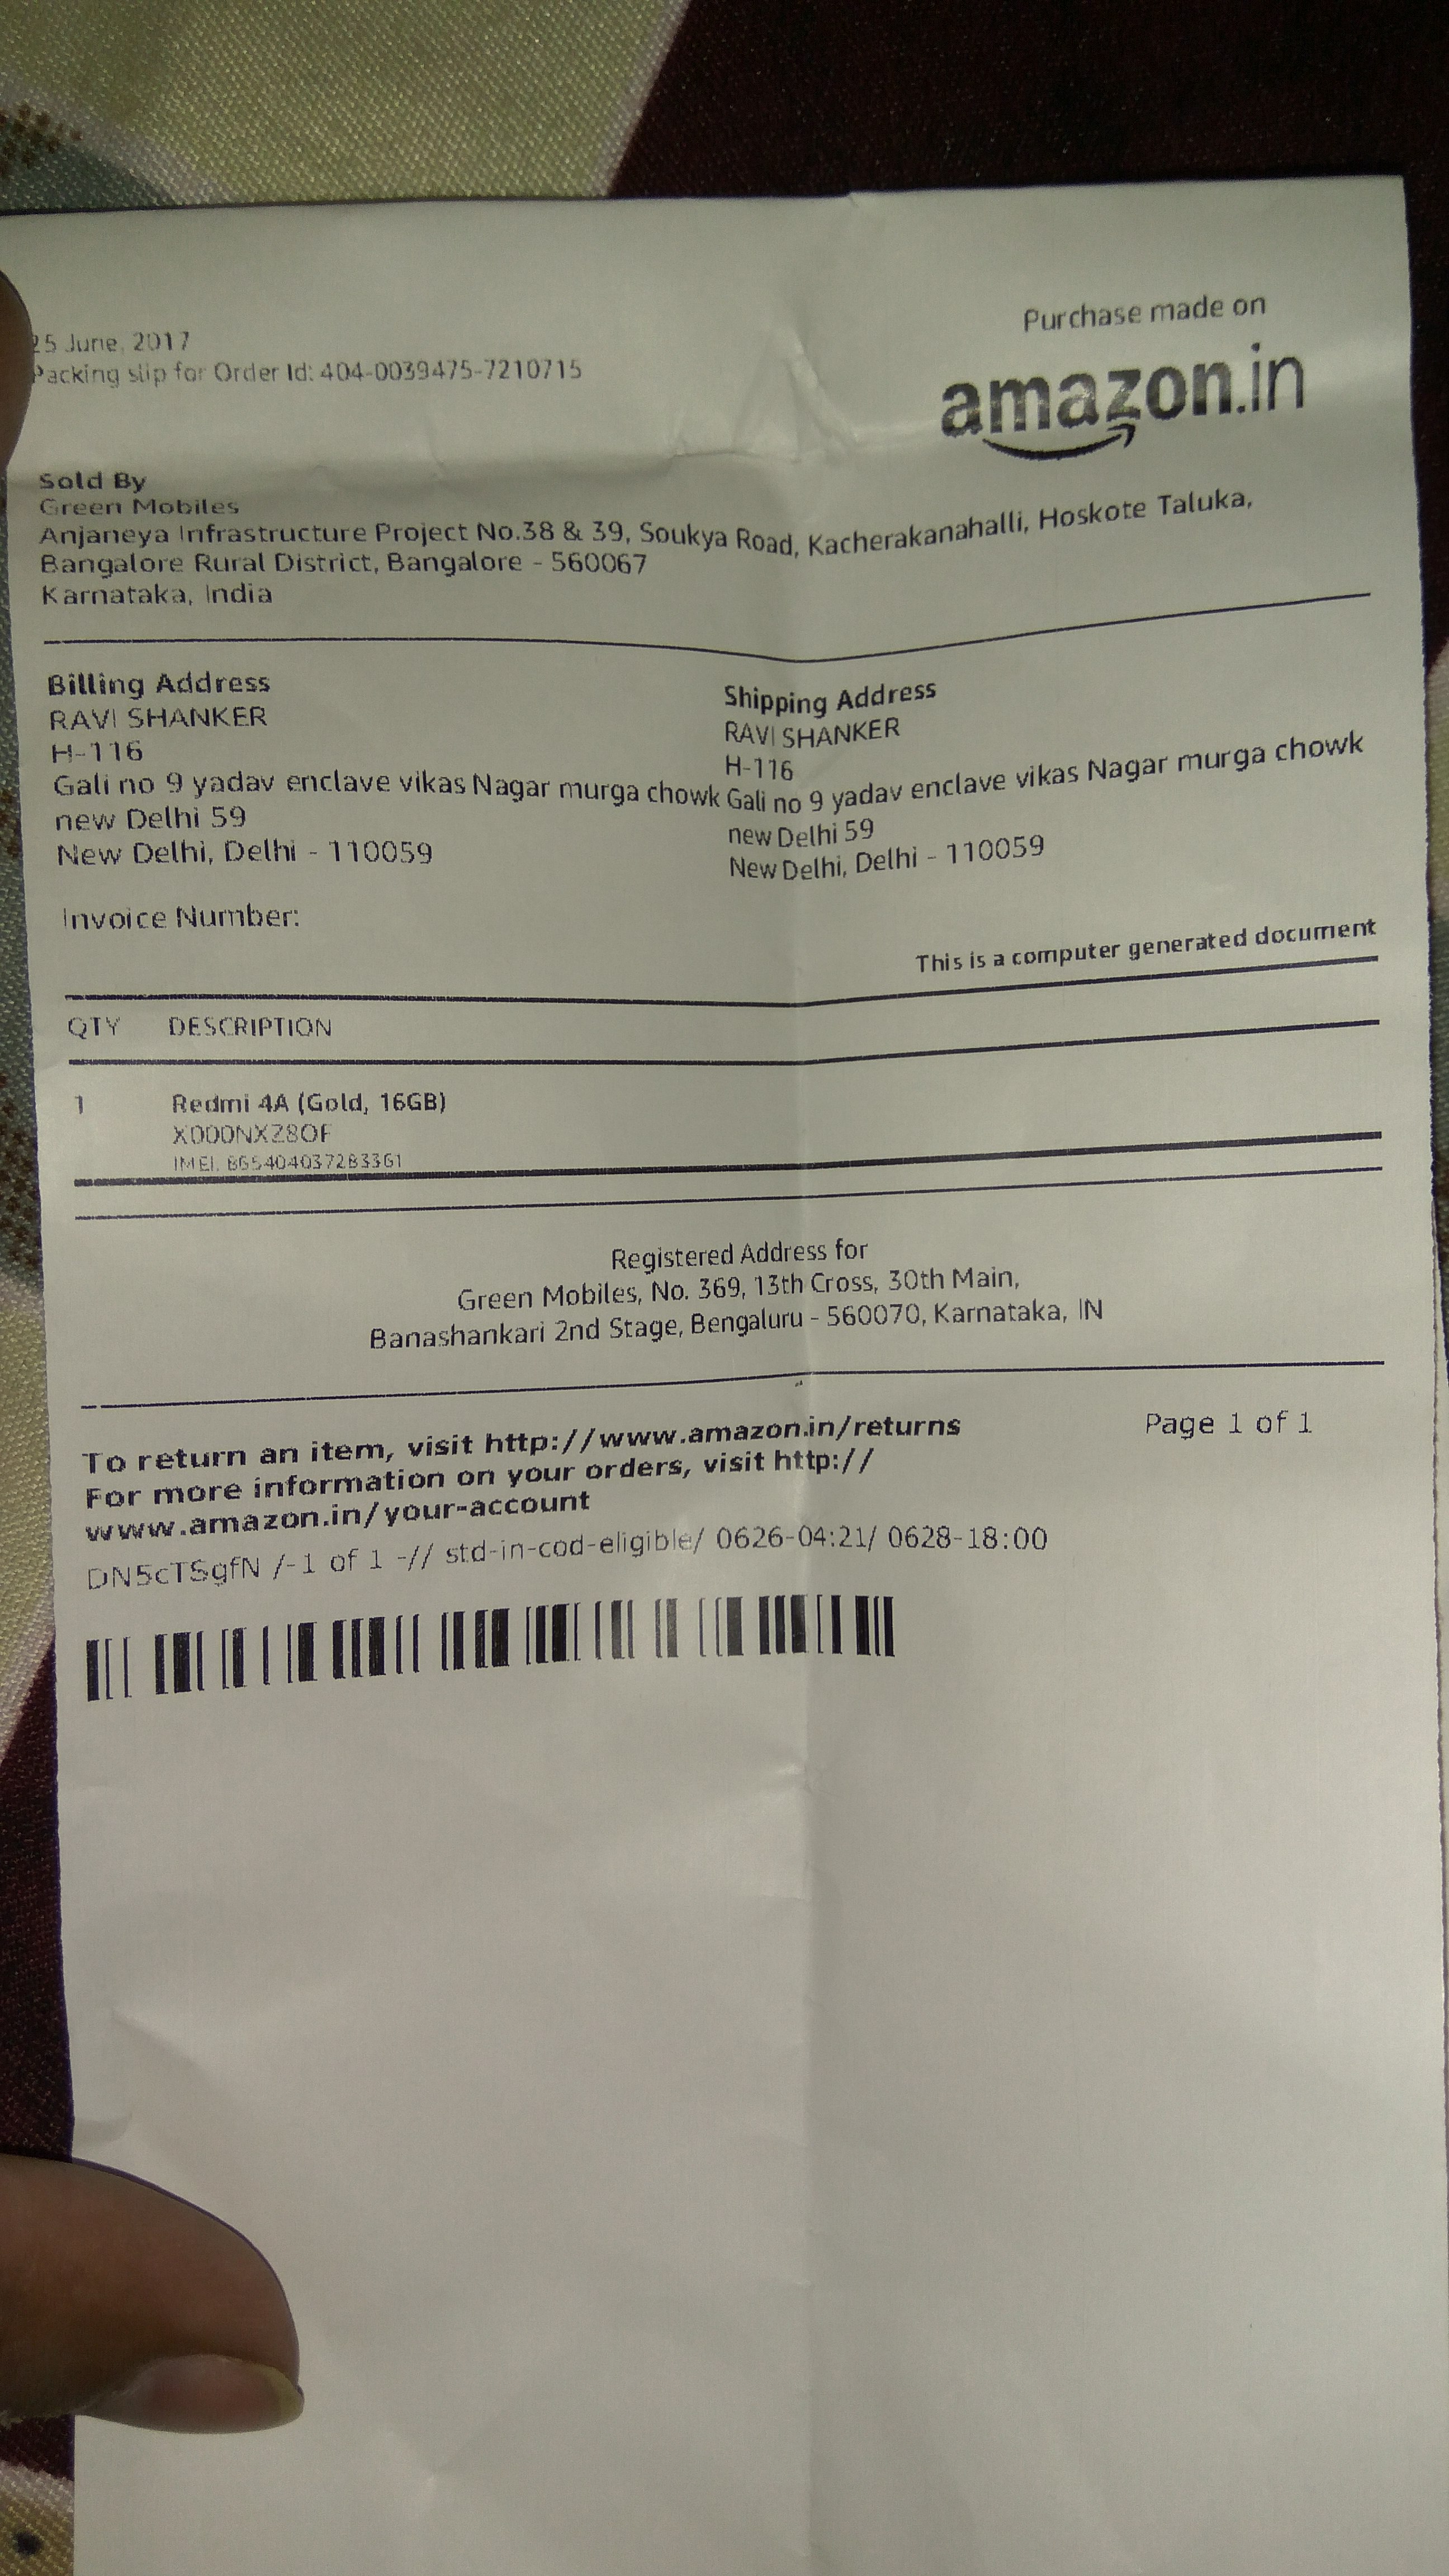 25 June, 2017
Packing slip for Order Id: 404-0039475-7210715
Purchase made on
amazon.in
Sold By
Green Mobiles
Anjaneya Infrastructure Project No.38 & 39, Soukya Road, Kacherakanahalli, Hoskote Taluka,
Bangalore Rural District, Bangalore - 560067
Karnataka, India
Billing Address
RAVI SHANKER
H-116
Gali no 9 yadav enclave vikas Nagar murga chowk
new Delhi 59
New Delhi, Delhi - 110059
Shipping Address
RAVI SHANKER
H-116
Gali no 9 yadav enclave vikas Nagar murga chowk
new Delhi 59
New Delhi, Delhi - 110059
Invoice Number:
This is a computer generated document
QTY DESCRIPTION
1 Redmi 4A (Gold, 16GB)
X000NXZ8OF
IMEI: 865404037283361
Registered Address for
Green Mobiles, No. 369, 13th Cross, 30th Main,
Banashankari 2nd Stage, Bengaluru - 560070, Karnataka, IN
To return an item, visit http://www.amazon.in/returns
For more information on your orders, visit http://
www.amazon.in/your-account
Page 1 of 1
DN5cTSgfN /-1 of 1 -// std-in-cod-eligible/ 0626-04:21/ 0628-18:00